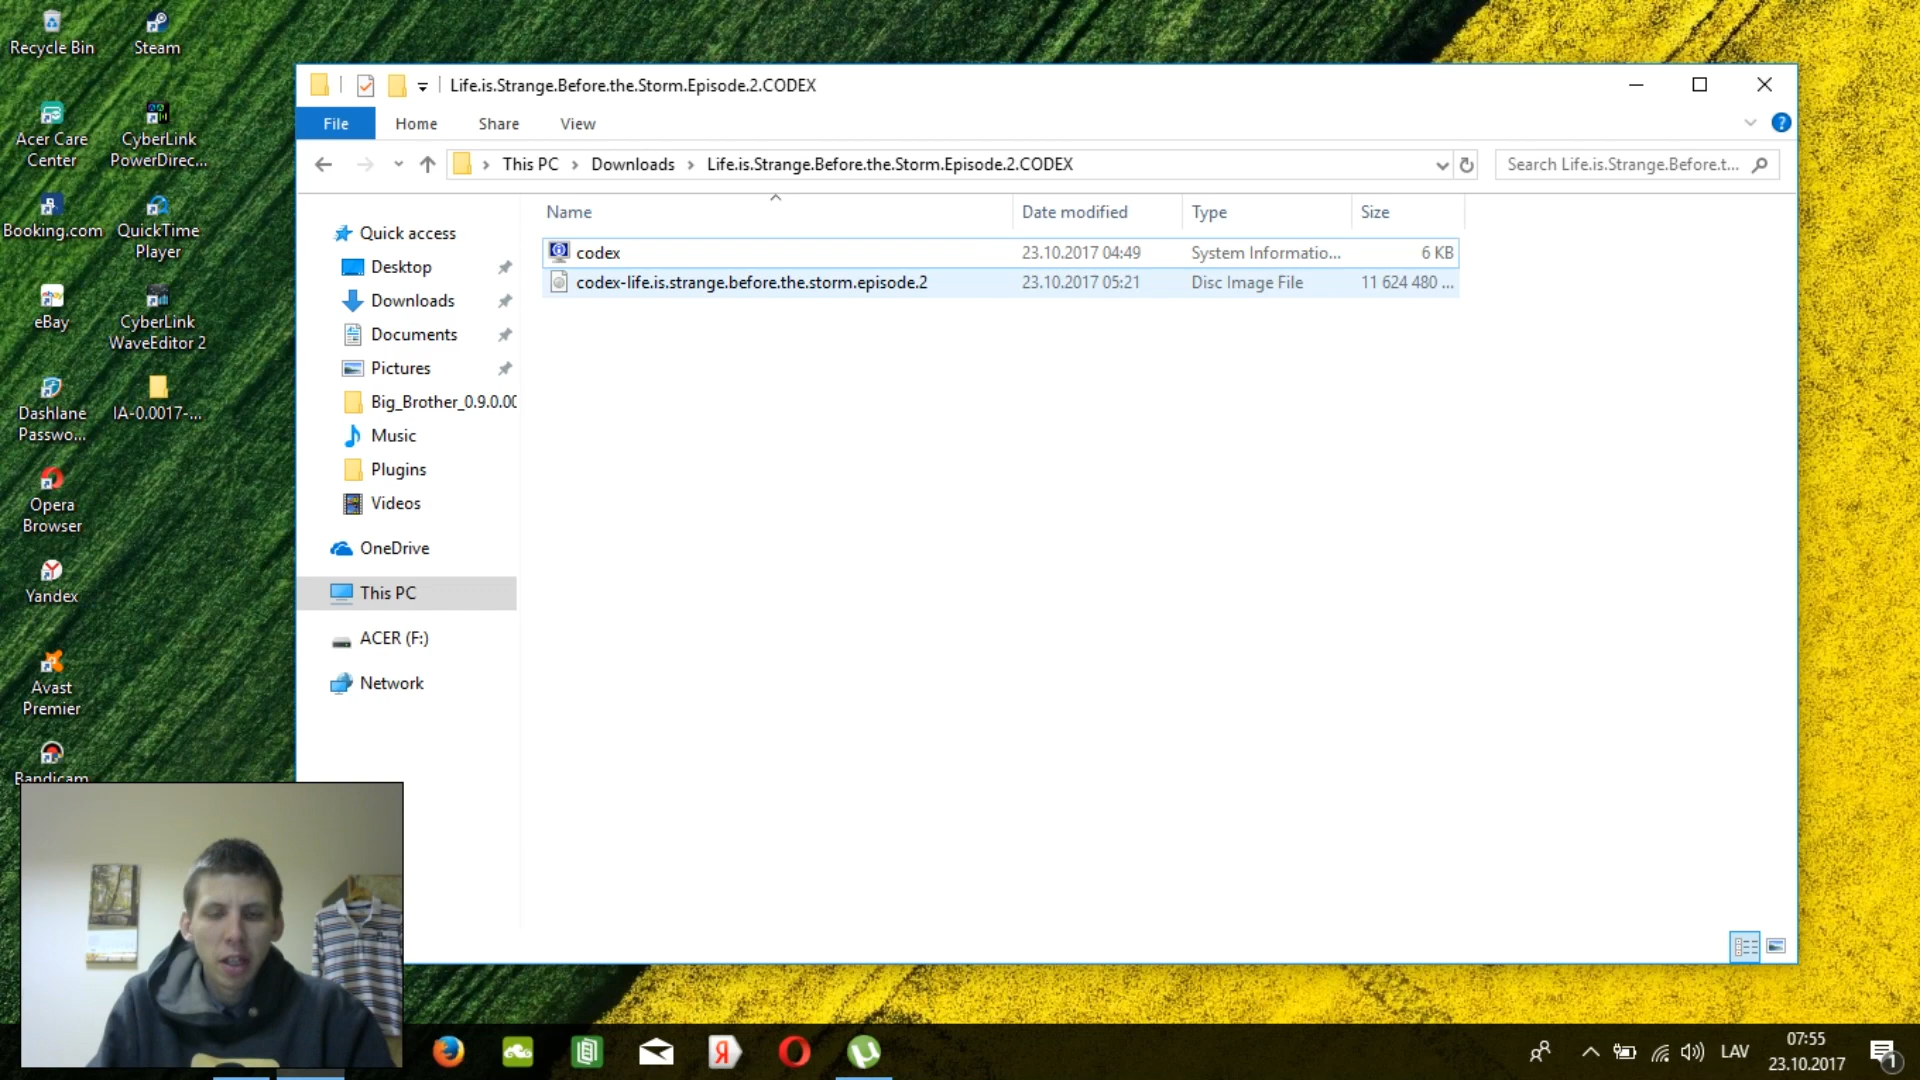 Recycle Bin
Steam
Acer Care
Center
CyberLink
PowerDirec...
Booking.com
QuickTime
Player
eBay
CyberLink
WaveEditor 2
Dashlane
Passwo...
IA-0.0017-...
Opera
Browser
Yandex
Avast
Premier
Bandicam
Life.is.Strange.Before.the.Storm.Episode.2.CODEX
File
Home
Share
View
This PC
Downloads
Life.is.Strange.Before.the.Storm.Episode.2.CODEX
Search Life.is.Strange.Before.t...
Quick access
Desktop
Downloads
Documents
Pictures
Big_Brother_0.9.0.00
Music
Plugins
Videos
OneDrive
This PC
ACER (F:)
Network
Name
Date modified
Type
Size
codex
23.10.2017 04:49
System Informatio...
6 KB
codex-life.is.strange.before.the.storm.episode.2
23.10.2017 05:21
Disc Image File
11 624 480 ...
LAV
07:55
23.10.2017
1